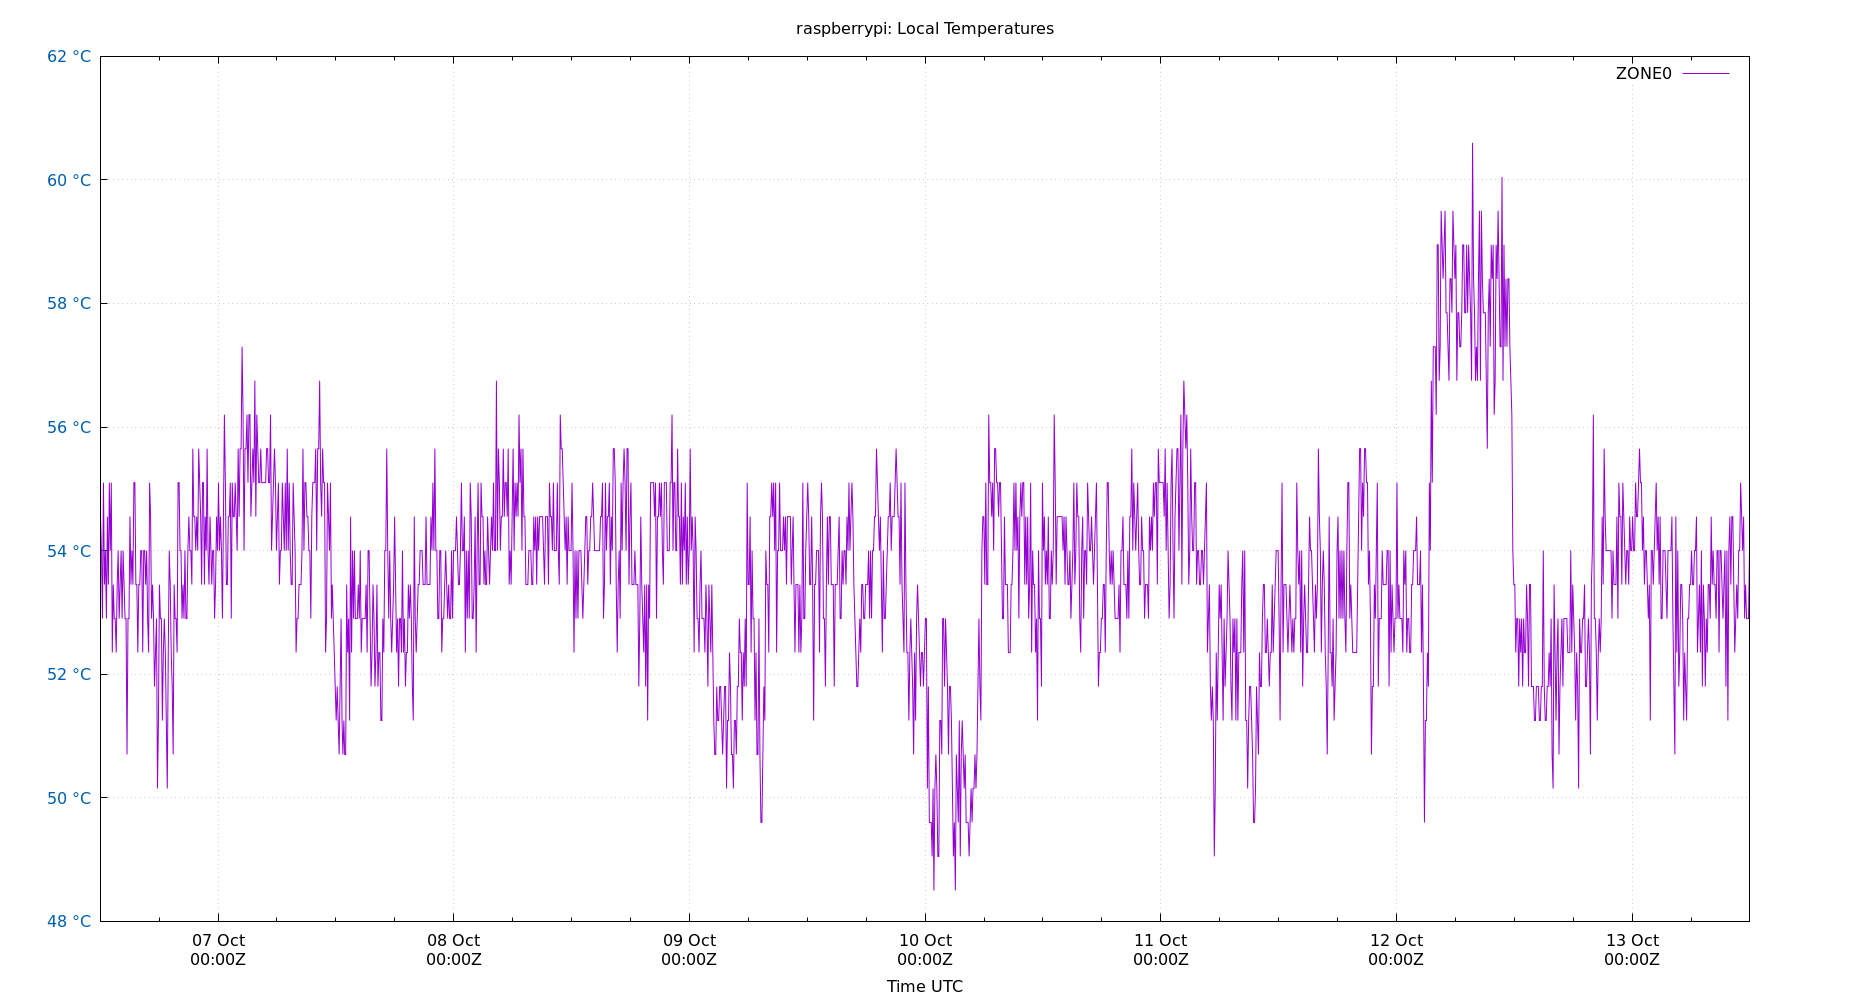 raspberrypi: Local Temperatures
62 °C
ZONE0
60 °C
58 °C
56 °C
54 °C
52 °C
50 °C
48 °C
07 Oct 08 Oct 09 Oct 10 Oct 11 Oct 12 Oct 13 Oct
00:00Z 00:00Z 00:00Z 00:00Z 00:00Z 00:00Z 00:00Z
Time UTC